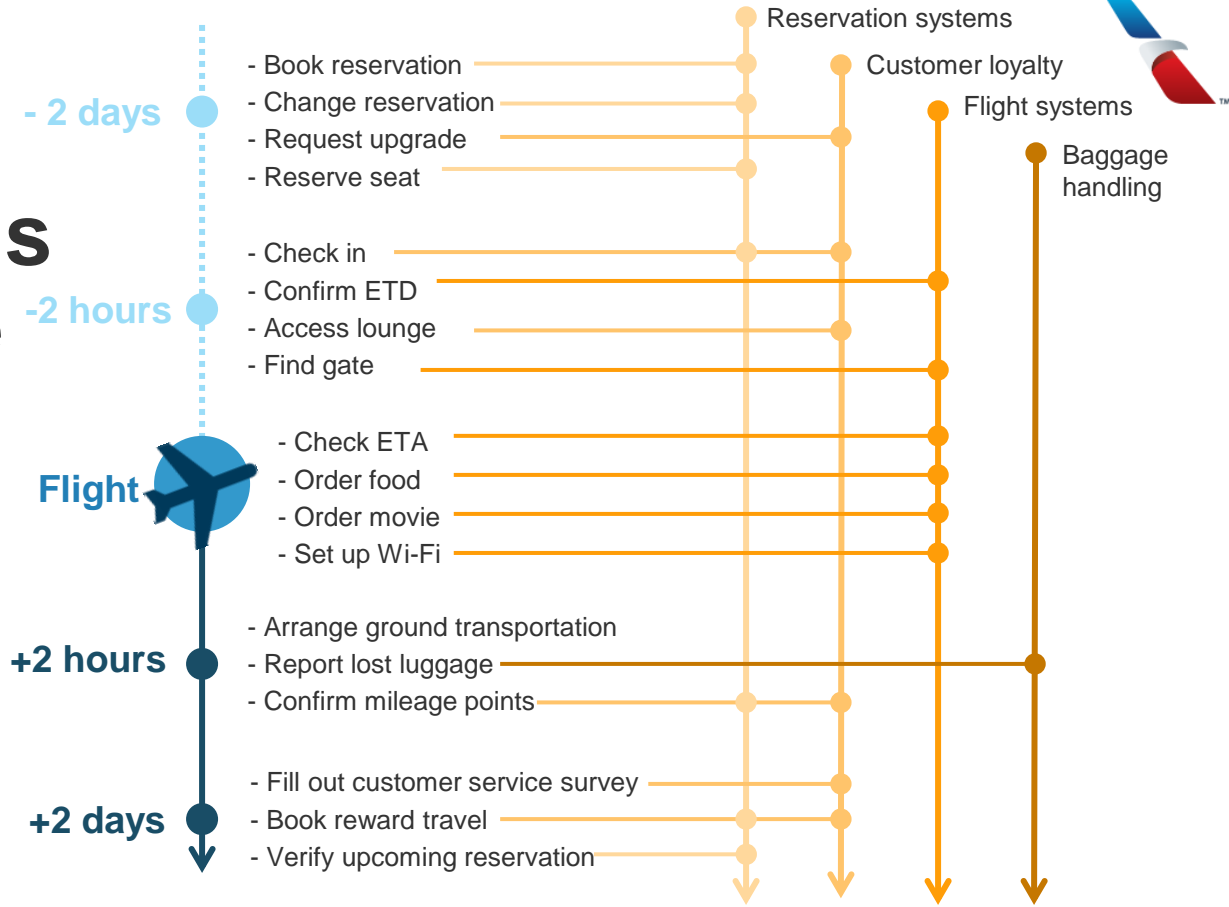 Reservation systems
- Book reservation
Customer loyalty
- 2 days
- Change reservation
Flight systems
- Request upgrade
Baggage
handling
- Reserve seat
s
- Check in
-2 hours
- Confirm ETD
- Access lounge
- Find gate
- Check ETA
Flight
- Order food
- Order movie
- Set up Wi-Fi
- Arrange ground transportation
+2 hours
- Report lost luggage
- Confirm mileage points
- Fill out customer service survey
+2 days
- Book reward travel
- Verify upcoming reservation
TM